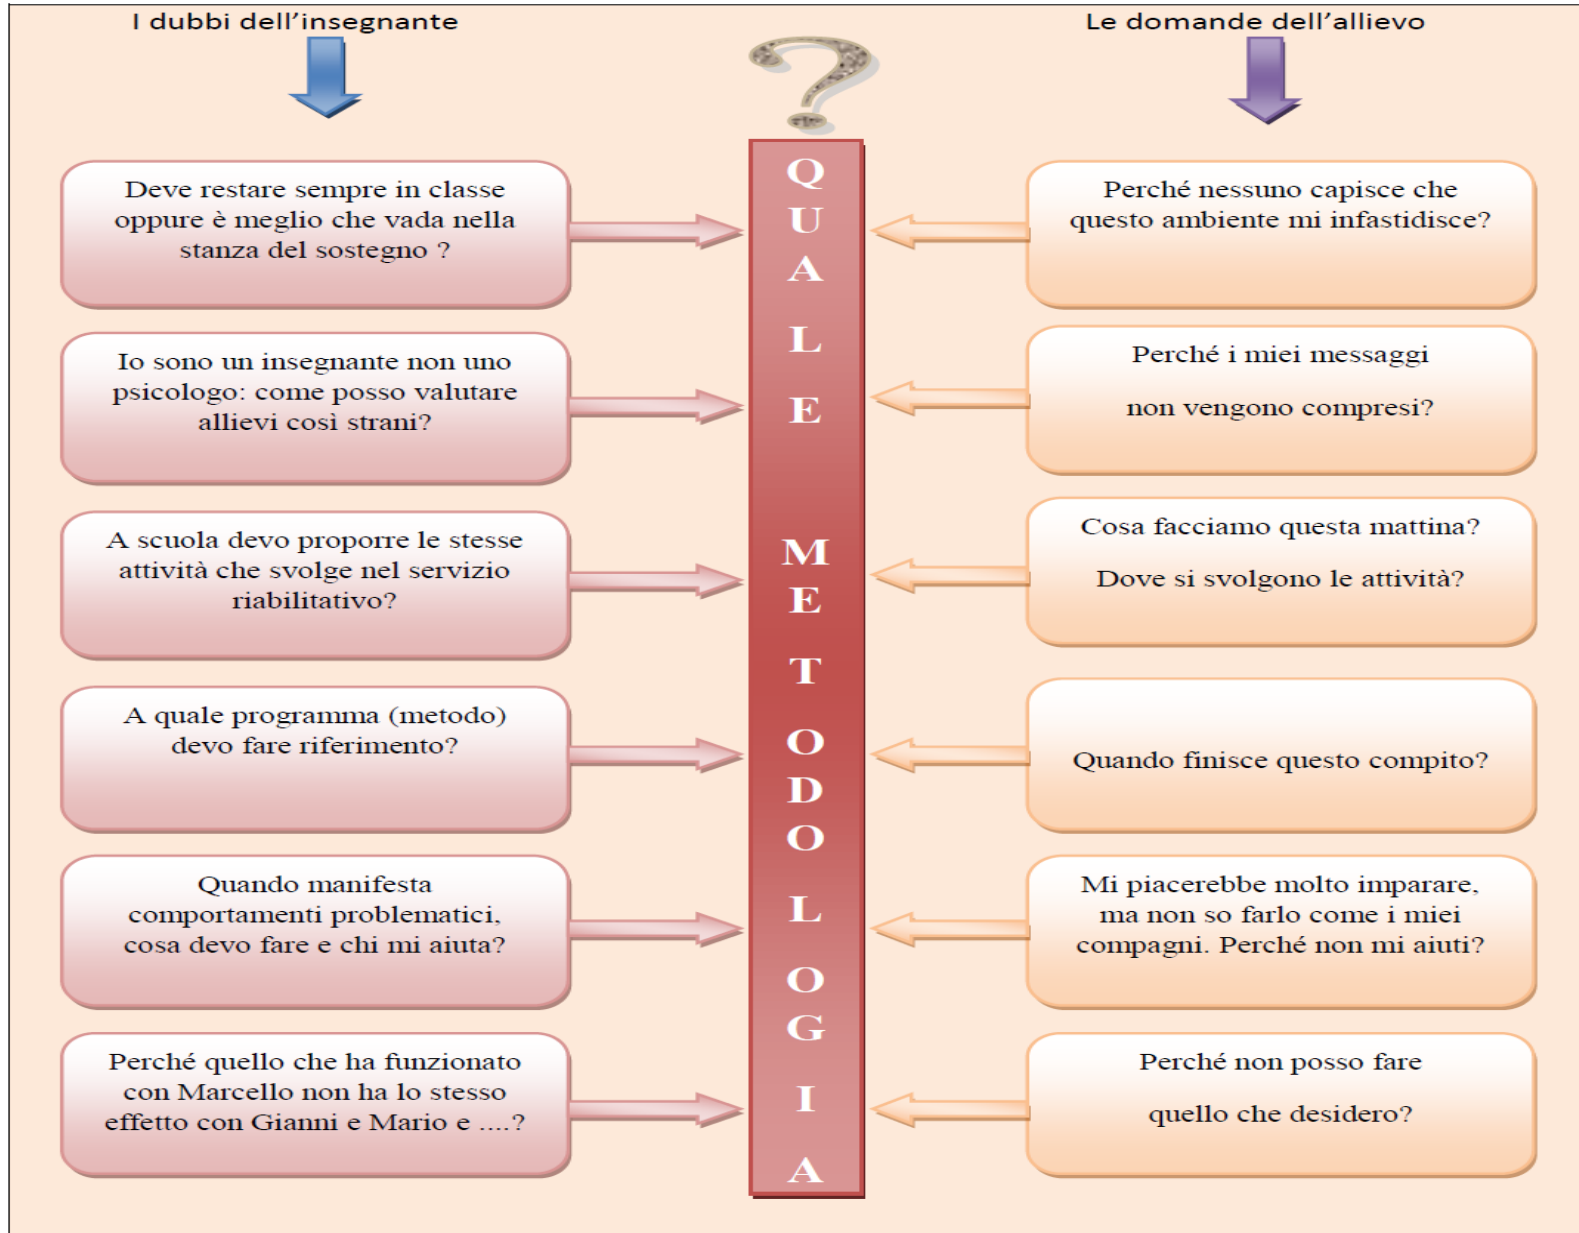 I dubbi dell'insegnante
Deve restare sempre in classe
oppure è meglio che vada nella
stanza del sostegno ?
Io sono un insegnante non uno
psicologo: come posso valutare
allievi così strani?
A scuola devo proporre le stesse
attività che svolge nel servizio
riabilitativo?
A quale programma (metodo)
devo fare riferimento?
Quando manifesta
comportamenti problematici,
cosa devo fare e chi mi aiuta?
Perché quello che ha funzionato
con Marcello non ha lo stesso
effetto con Gianni e Mario e ....?
?
QUALE METODOLOGIA
Le domande dell'allievo
Perché nessuno capisce che
questo ambiente mi infastidisce?
Perché i miei messaggi
non vengono compresi?
Cosa facciamo questa mattina?
Dove si svolgono le attività?
Quando finisce questo compito?
Mi piacerebbe molto imparare,
ma non so farlo come i miei
compagni. Perché non mi aiuti?
Perché non posso fare
quello che desidero?